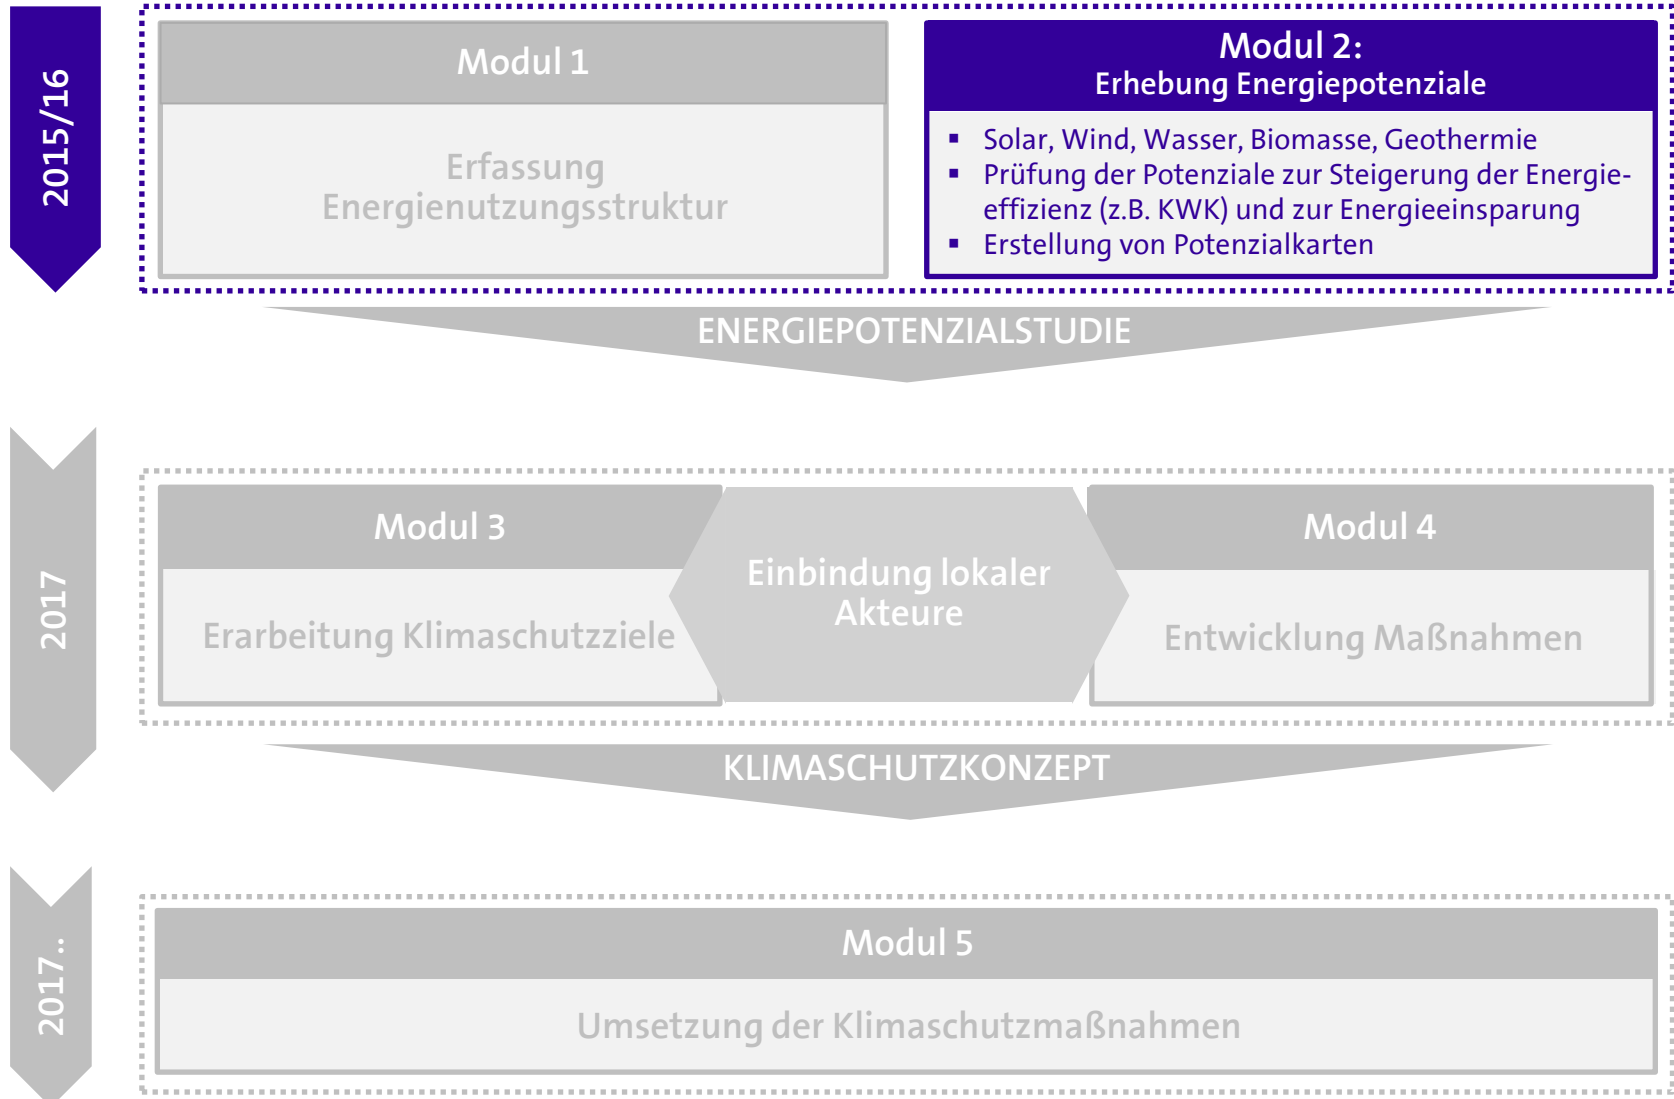 2015/16
Modul 1
Erfassung
Energienutzungsstruktur
Modul 2:
Erhebung Energiepotenziale
▪ Solar, Wind, Wasser, Biomasse, Geothermie
▪ Prüfung der Potenziale zur Steigerung der Energie-
effizienz (z.B. KWK) und zur Energieeinsparung
▪ Erstellung von Potenzialkarten
ENERGIEPOTENZIALSTUDIE
2017
Modul 3
Erarbeitung Klimaschutzziele
Einbindung lokaler
Akteure
Modul 4
Entwicklung Maßnahmen
KLIMASCHUTZKONZEPT
2017..
Modul 5
Umsetzung der Klimaschutzmaßnahmen